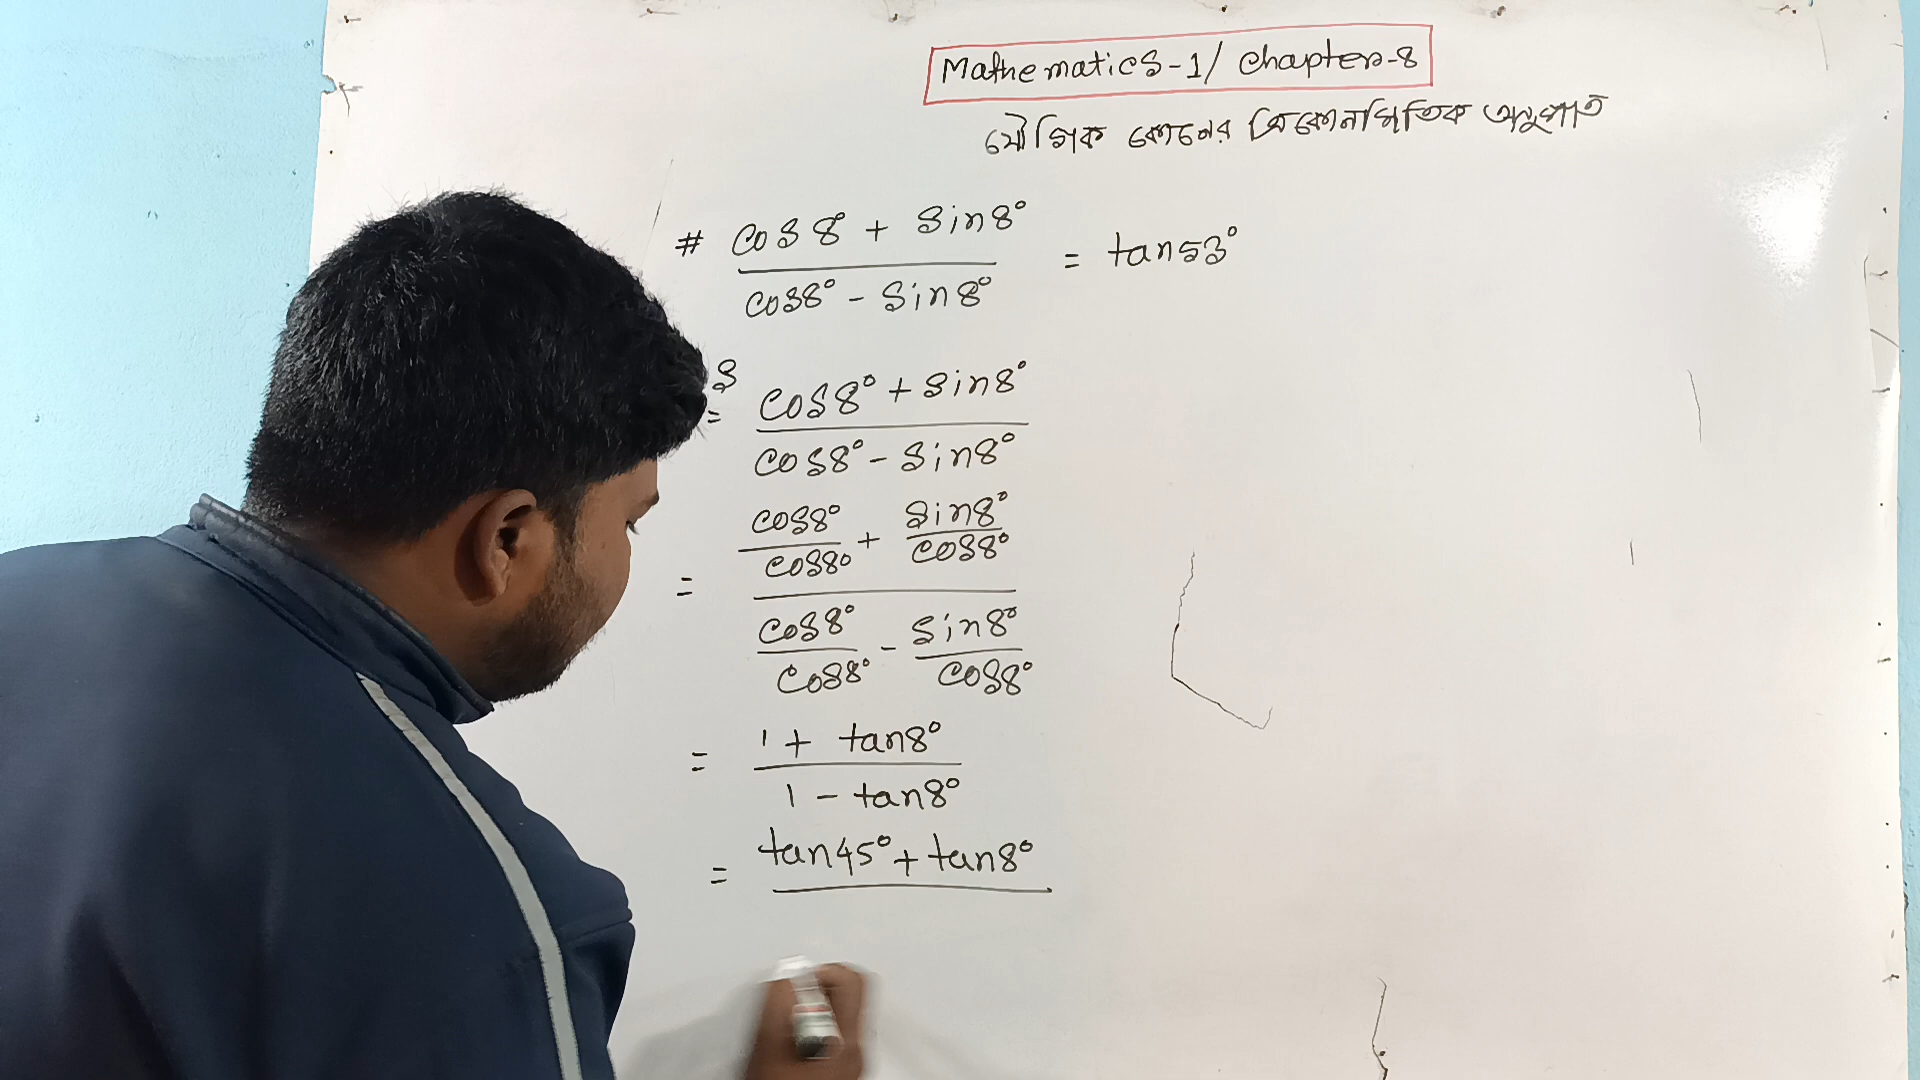 Mathematics-1/ Chapter-8
যৌগিক কোনের ত্রিকোনমিতিক অনুপাত
# cos8° + sin8° / cos8° - sin8° = tan53°
S
= cos8° + sin8° / cos8° - sin8°
= cos8°/cos8° + sin8°/cos8° / cos8°/cos8° - sin8°/cos8°
= 1 + tan8° / 1 - tan8°
= tan45° + tan8°